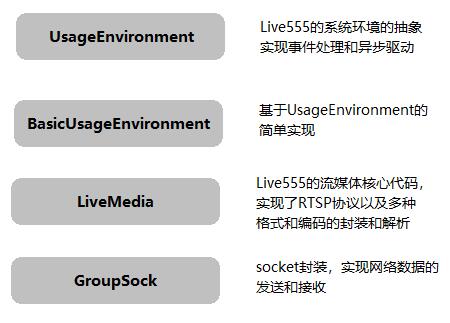 UsageEnvironment
Live555的系统环境的抽象
实现事件处理和异步驱动
BasicUsageEnvironment
基于UsageEnvironment的
简单实现
LiveMedia
Live555的流媒体核心代码，
实现了RTSP协议以及多种
格式和编码的封装和解析
GroupSock
socket封装，实现网络数据的
发送和接收